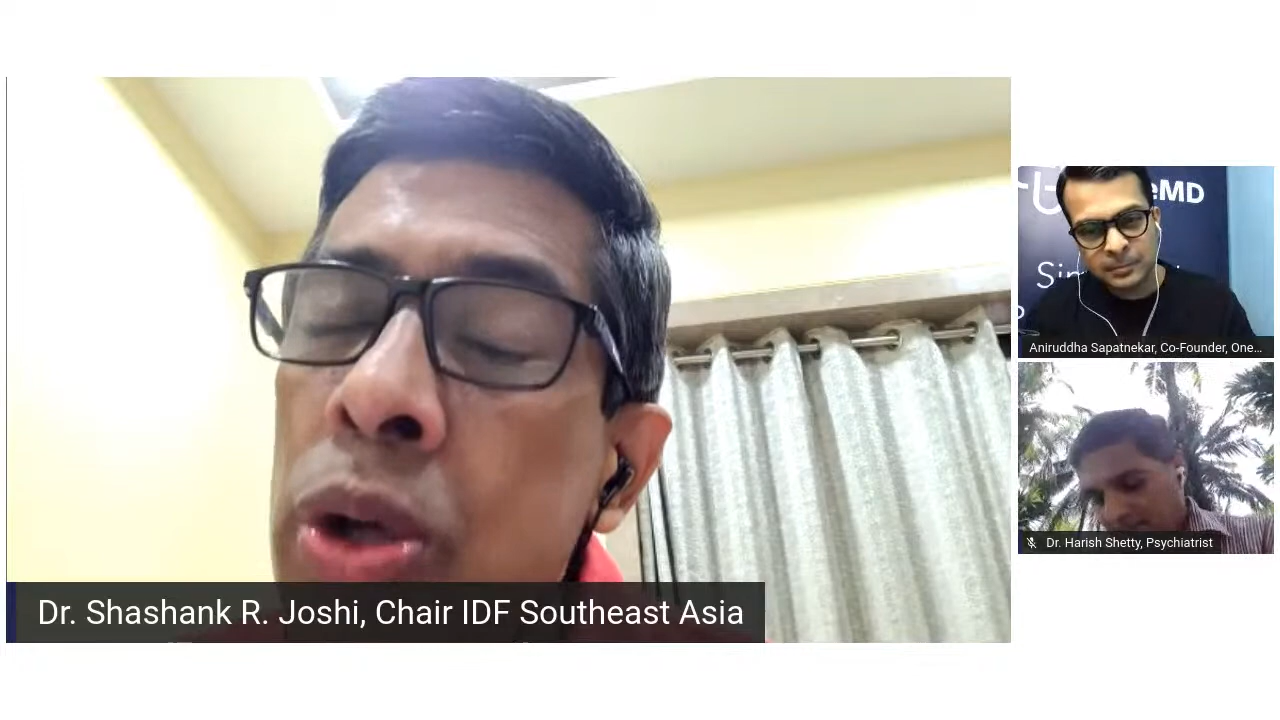 Dr. Shashank R. Joshi, Chair IDF Southeast Asia
eMD
Aniruddha Sapatnekar, Co-Founder, One...
Dr. Harish Shetty, Psychiatrist